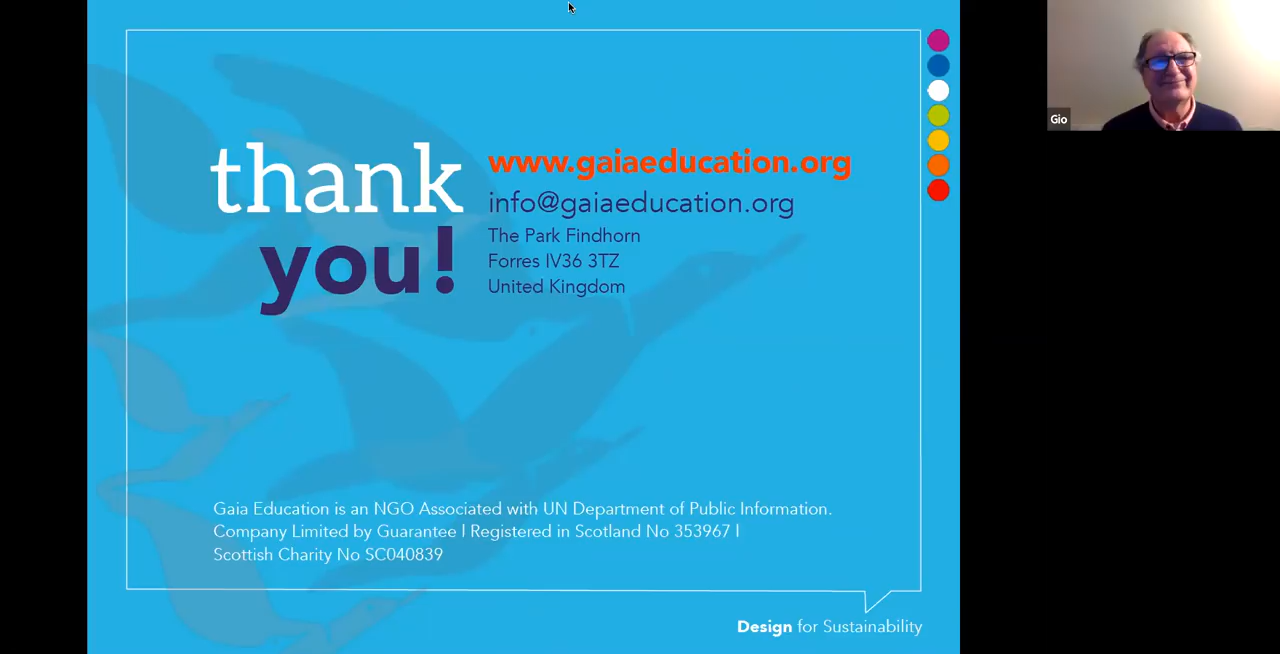 thank
you!
www.gaiaeducation.org
info@gaiaeducation.org
The Park Findhorn
Forres IV36 3TZ
United Kingdom
Gaia Education is an NGO Associated with UN Department of Public Information.
Company Limited by Guarantee l Registered in Scotland No 353967 l
Scottish Charity No SC040839
Design for Sustainability
Gio